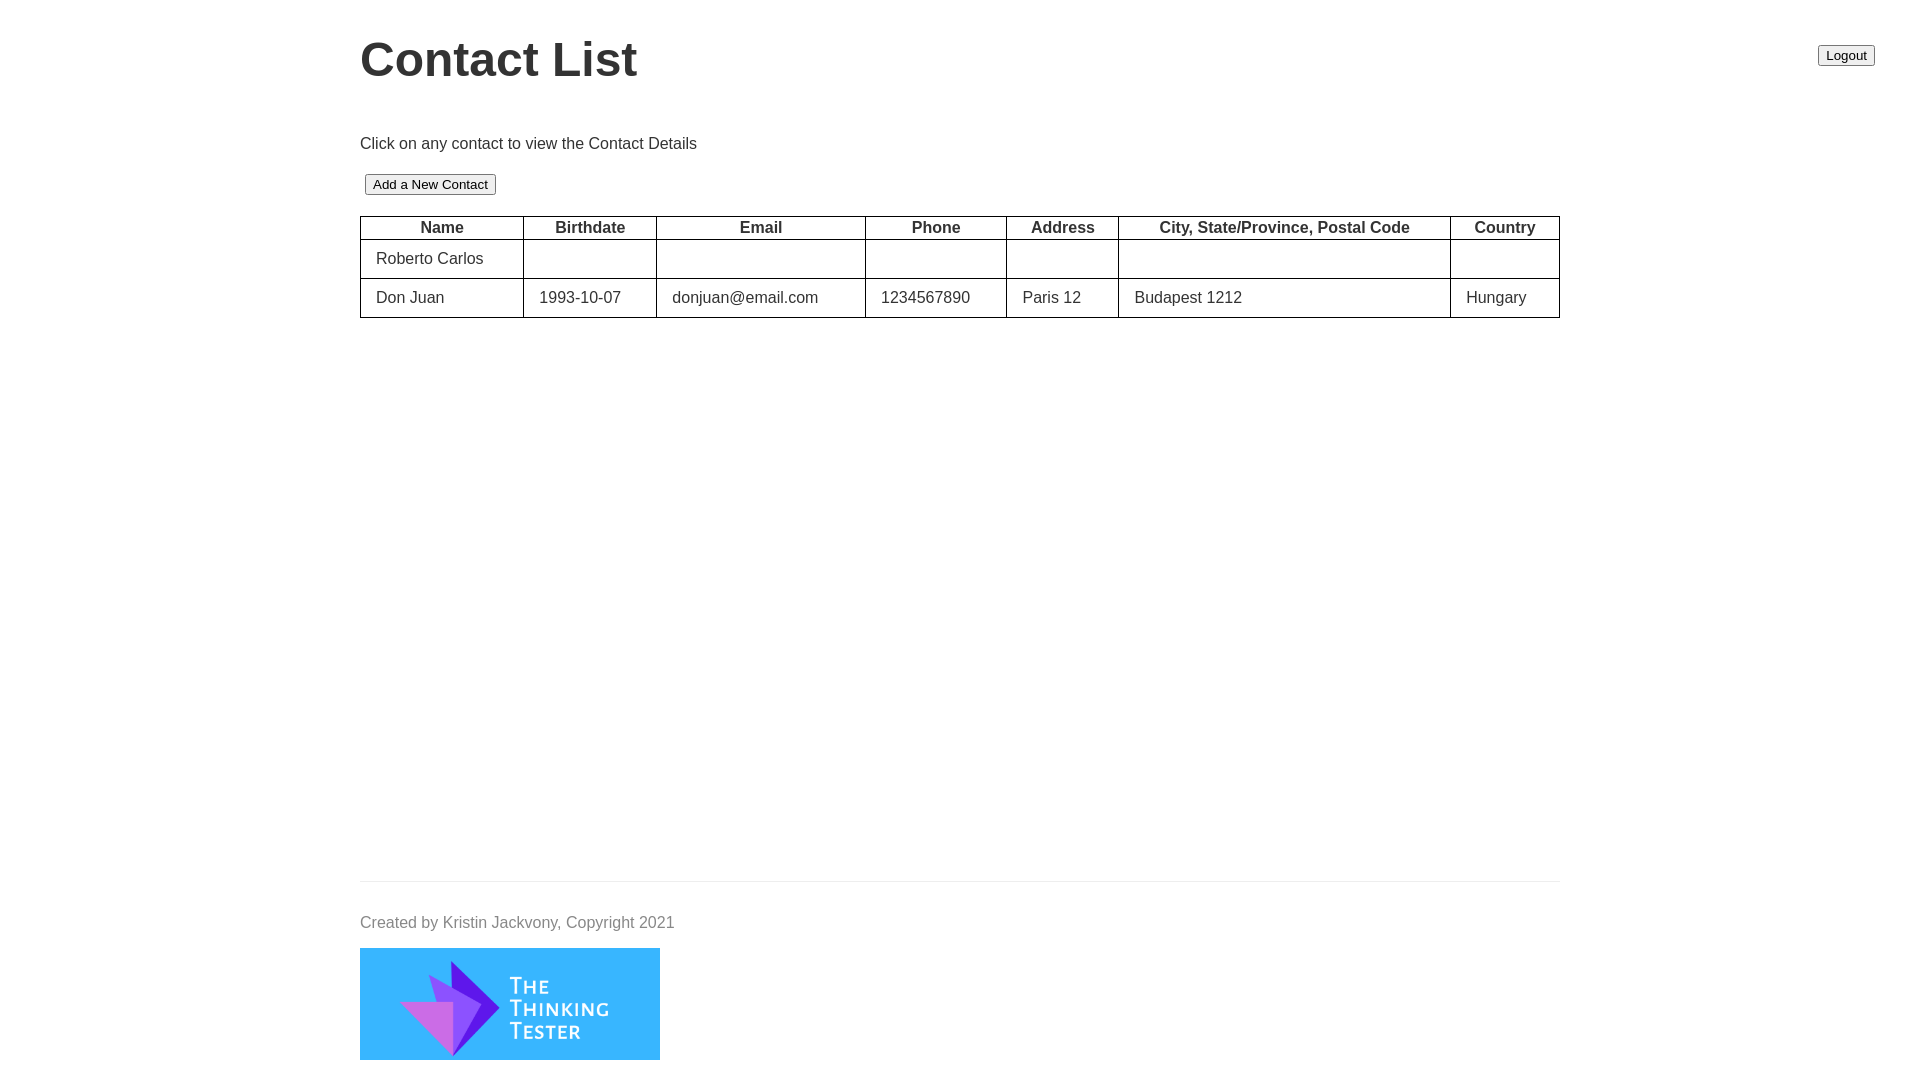 Contact List
Logout
Click on any contact to view the Contact Details
Add a New Contact
Name Birthdate Email Phone Address City, State/Province, Postal Code Country
Roberto Carlos
Don Juan 1993-10-07 donjuan@email.com 1234567890 Paris 12 Budapest 1212 Hungary
Created by Kristin Jackvony, Copyright 2021
THE
THINKING
TESTER